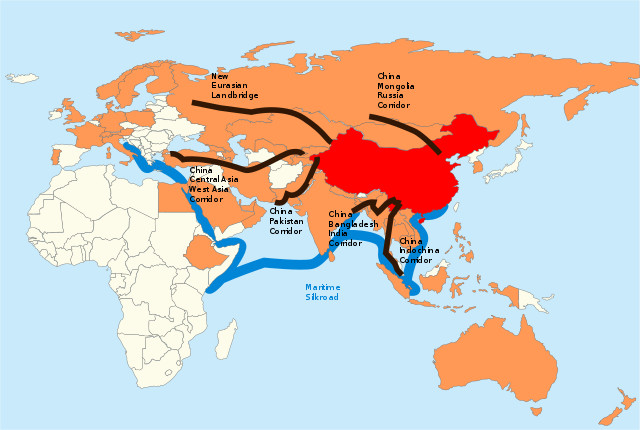 New
Eurasian
Landbridge
China
Mongolia
Russia
Corridor
China
Central Asia
West Asia
Corridor
China
Pakistan
Corridor
China
Bangladesh
India
Corridor
China
Indochina
Corridor
Maritime
Silkroad